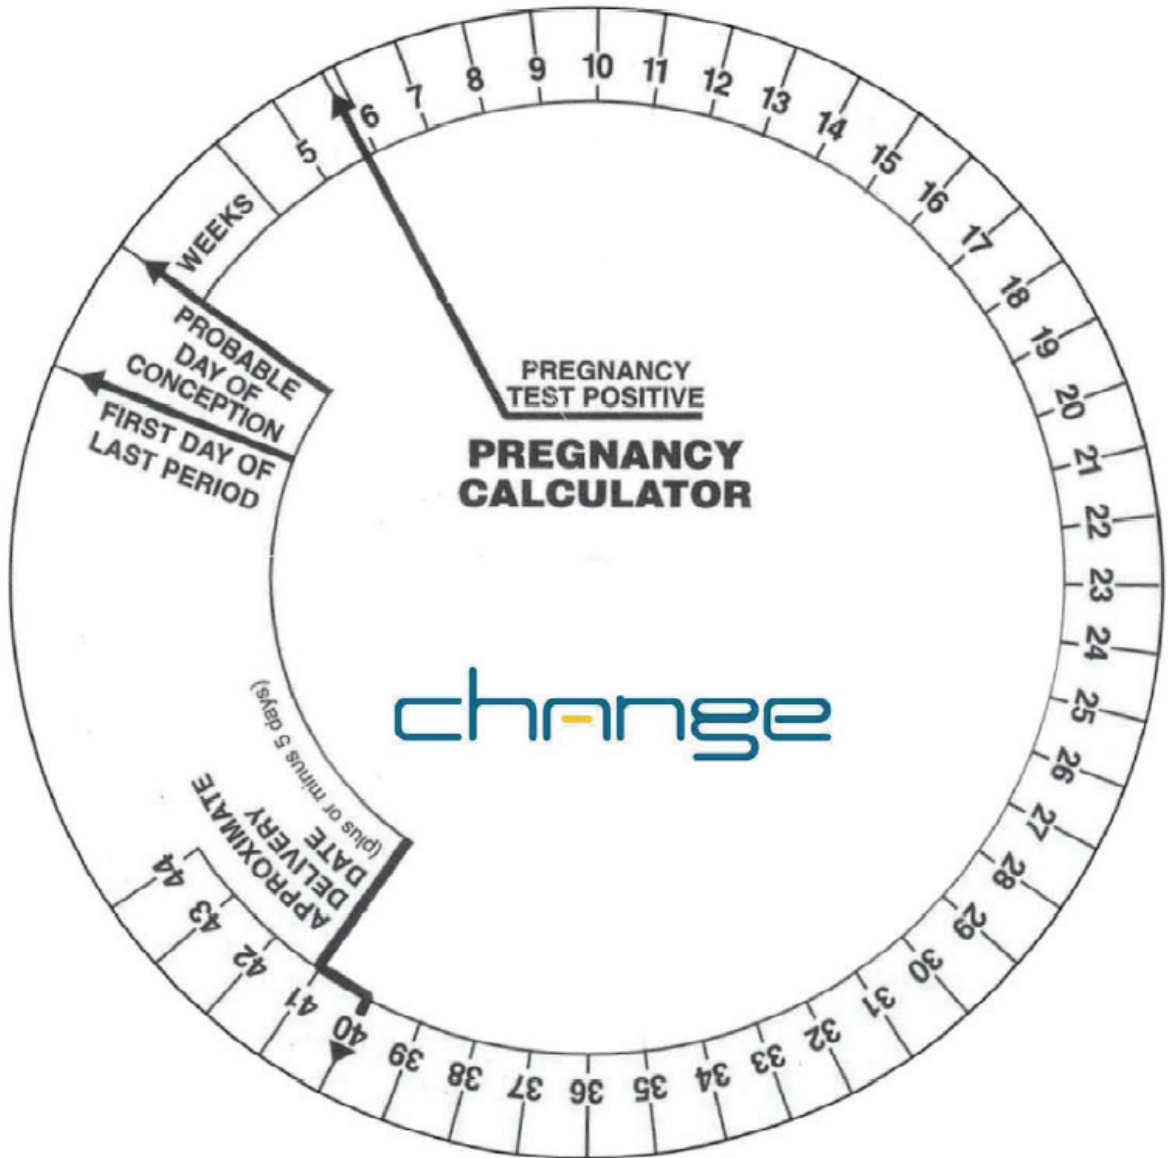 WEEKS
5
6
7
8
9
10
11
12
13
14
15
16
17
18
19
20
21
22
23
24
25
26
27
28
29
30
31
32
33
34
35
36
37
38
39
40
41
42
43
44
PROBABLE
DAY OF
CONCEPTION
FIRST DAY OF
LAST PERIOD
PREGNANCY
TEST POSITIVE
PREGNANCY
CALCULATOR
change
APPROXIMATE
DELIVERY
DATE
(plus or minus 5 days)